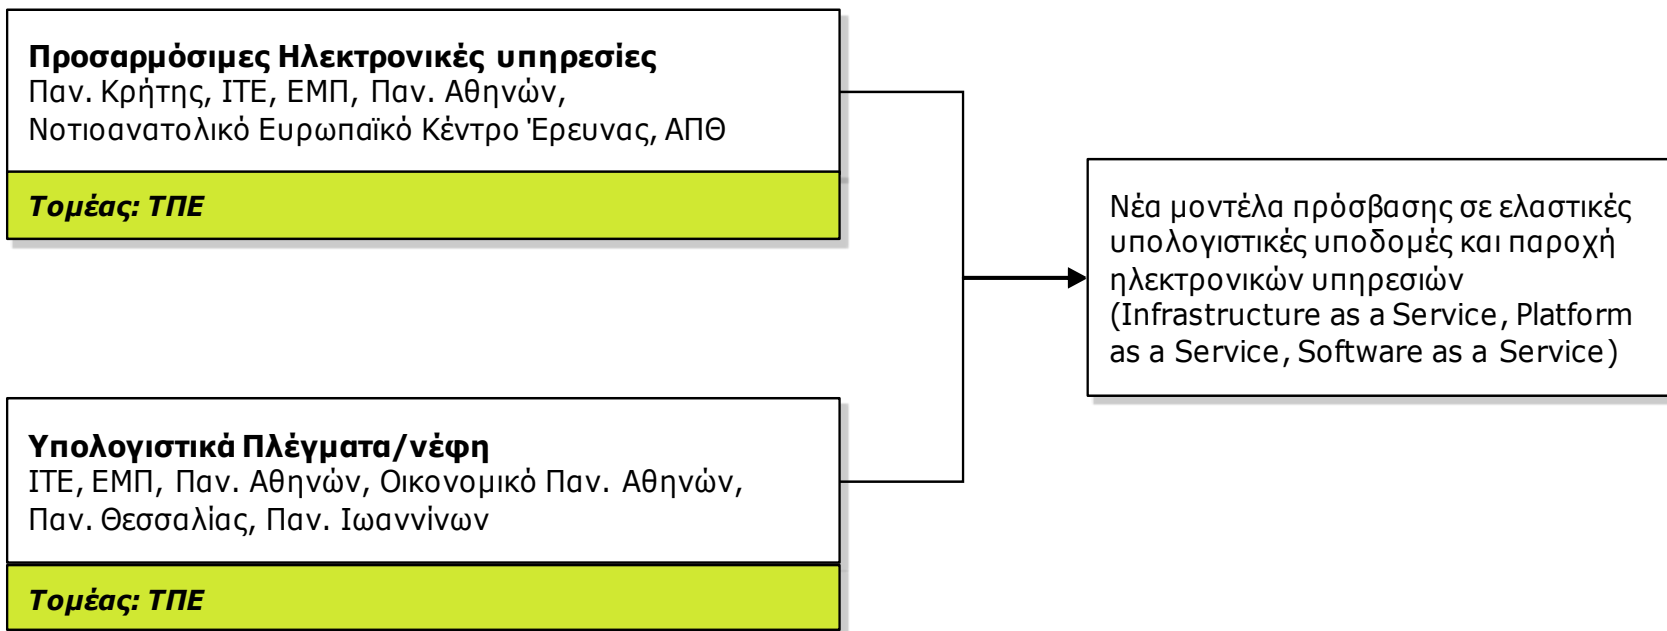 Προσαρμόσιμες Ηλεκτρονικές υπηρεσίες
Παν. Κρήτης, ΙΤΕ, ΕΜΠ, Παν. Αθηνών,
Νοτιοανατολικό Ευρωπαϊκό Κέντρο Έρευνας, ΑΠΘ
Τομέας: ΤΠΕ
Νέα μοντέλα πρόσβασης σε ελαστικές
υπολογιστικές υποδομές και παροχή
ηλεκτρονικών υπηρεσιών
(Infrastructure as a Service, Platform
as a Service, Software as a Service)
Υπολογιστικά Πλέγματα/νέφη
ΙΤΕ, ΕΜΠ, Παν. Αθηνών, Οικονομικό Παν. Αθηνών,
Παν. Θεσσαλίας, Παν. Ιωαννίνων
Τομέας: ΤΠΕ